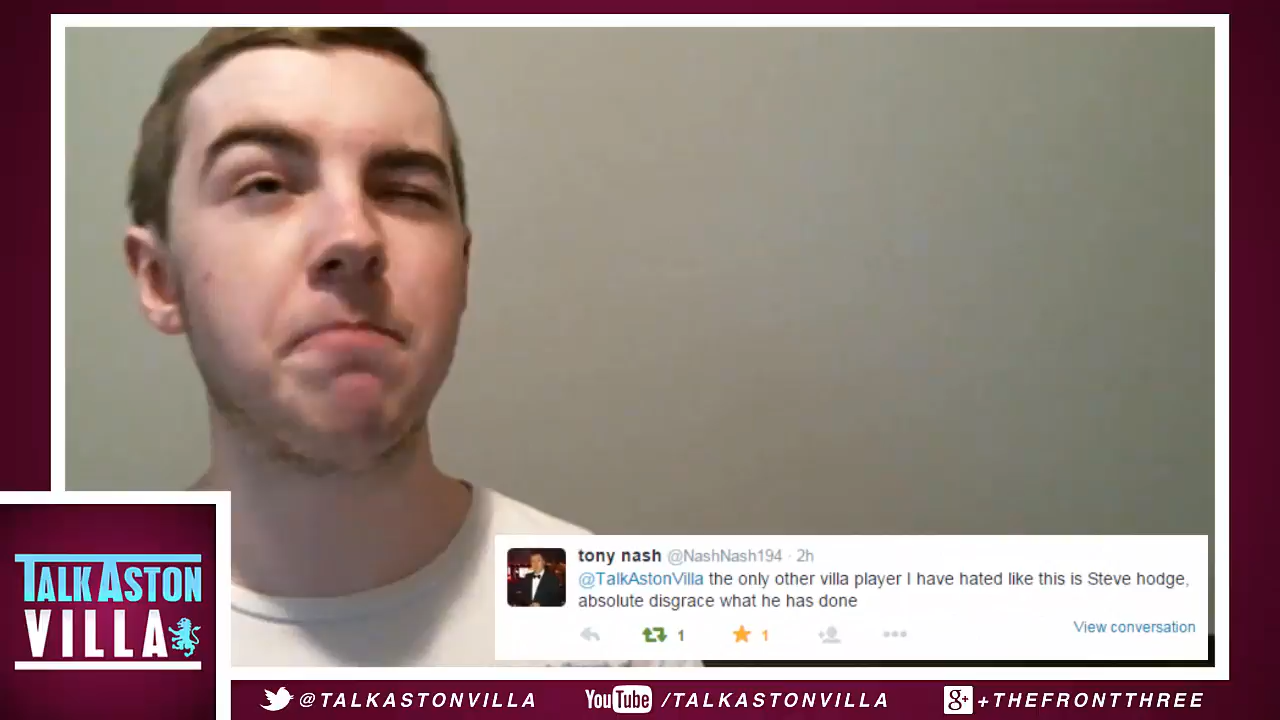 tony nash @NashNash194 · 2h
@TalkAstonVilla the only other villa player I have hated like this is Steve hodge,
absolute disgrace what he has done
1 1
View conversation
TALK ASTON
VILLA
@TALKASTONVILLA YouTube /TALKASTONVILLA g+ +THEFRONTTHREE